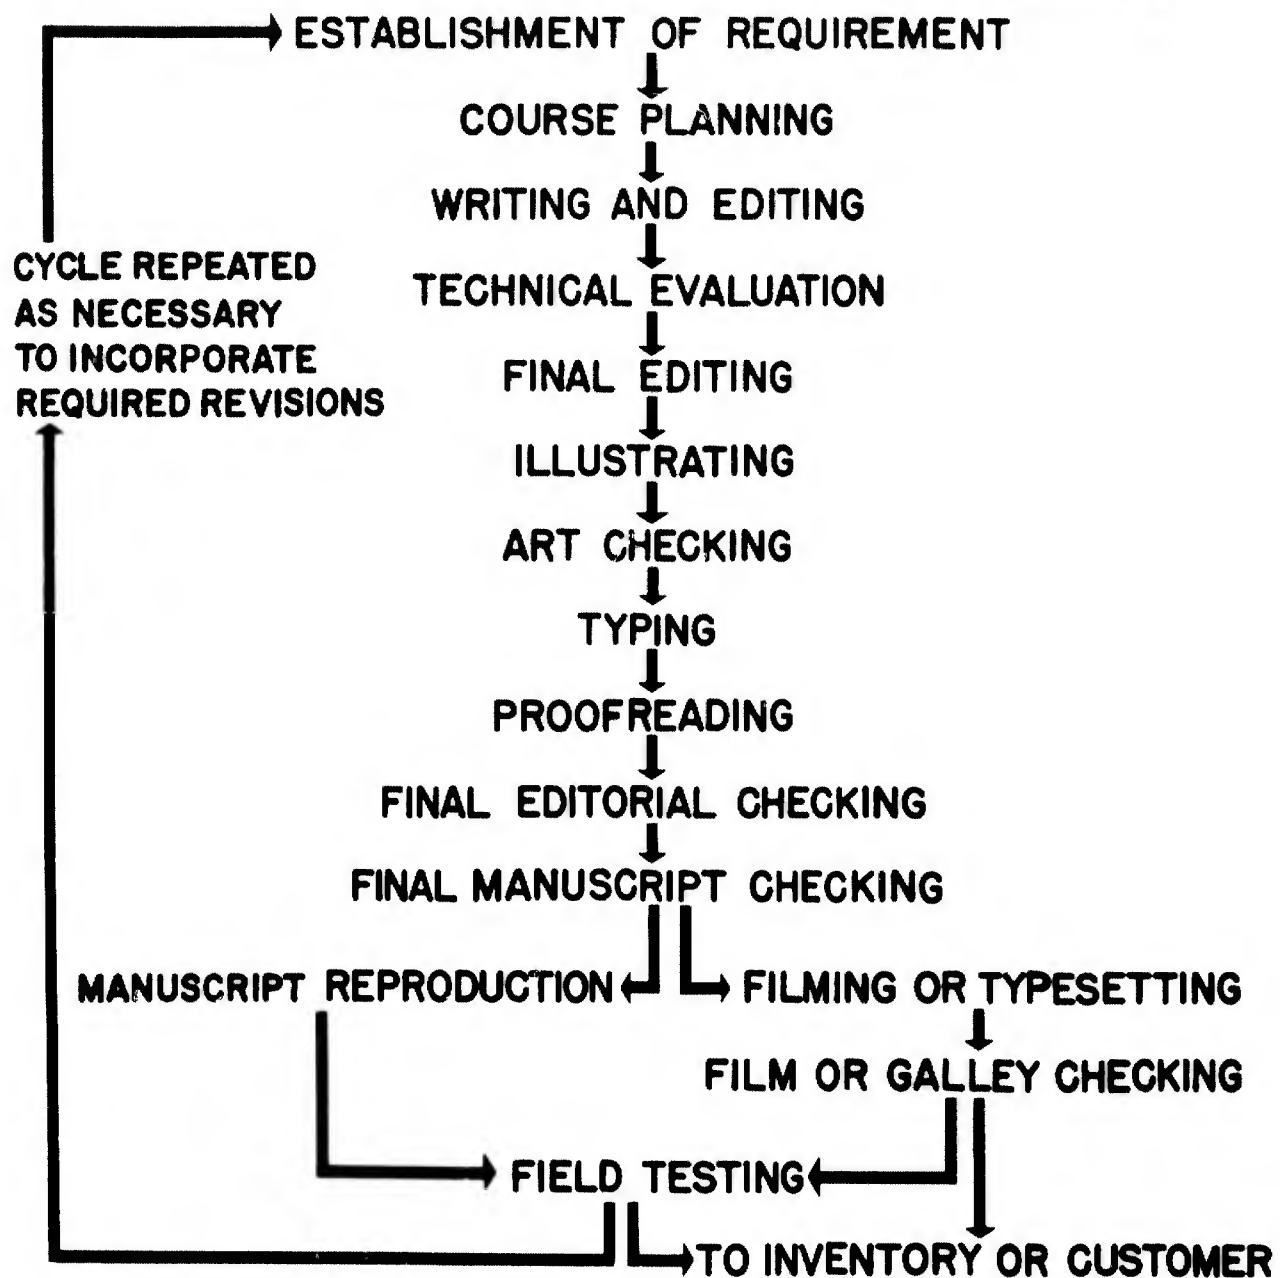 ESTABLISHMENT OF REQUIREMENT
COURSE PLANNING
WRITING AND EDITING
CYCLE REPEATED
AS NECESSARY
TO INCORPORATE
REQUIRED REVISIONS
TECHNICAL EVALUATION
FINAL EDITING
ILLUSTRATING
ART CHECKING
TYPING
PROOFREADING
FINAL EDITORIAL CHECKING
FINAL MANUSCRIPT CHECKING
MANUSCRIPT REPRODUCTION
FILMING OR TYPESETTING
FILM OR GALLEY CHECKING
FIELD TESTING
TO INVENTORY OR CUSTOMER